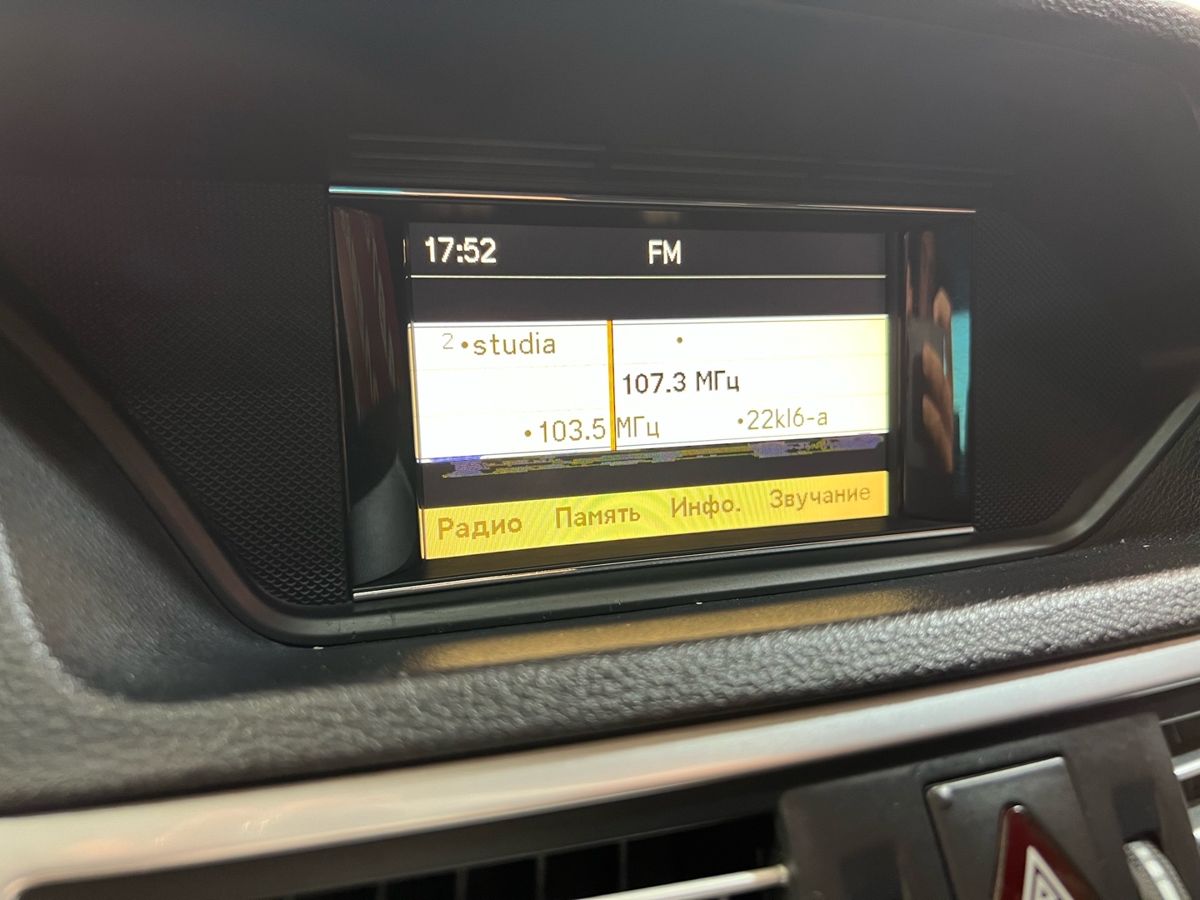 17:52 FM
2 •studia •
107.3 МГц
•103.5 МГц •22kl6-a
Радио Память Инфо. Звучание